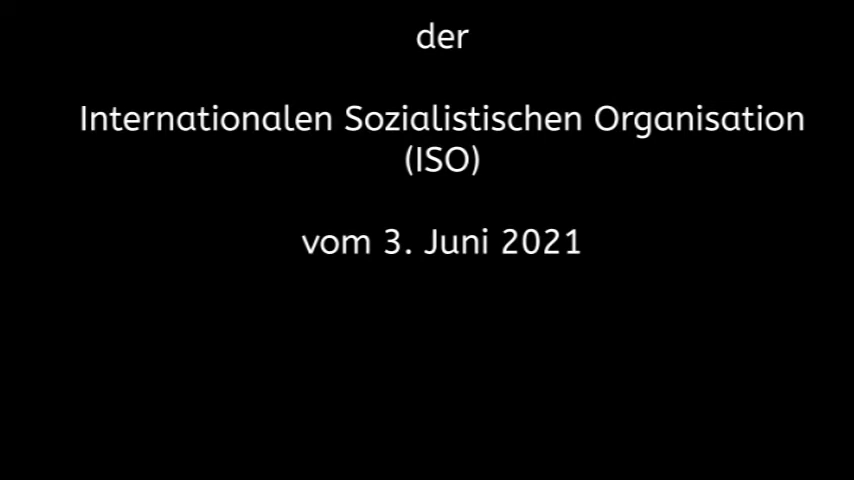 der
Internationalen Sozialistischen Organisation
(ISO)
vom 3. Juni 2021